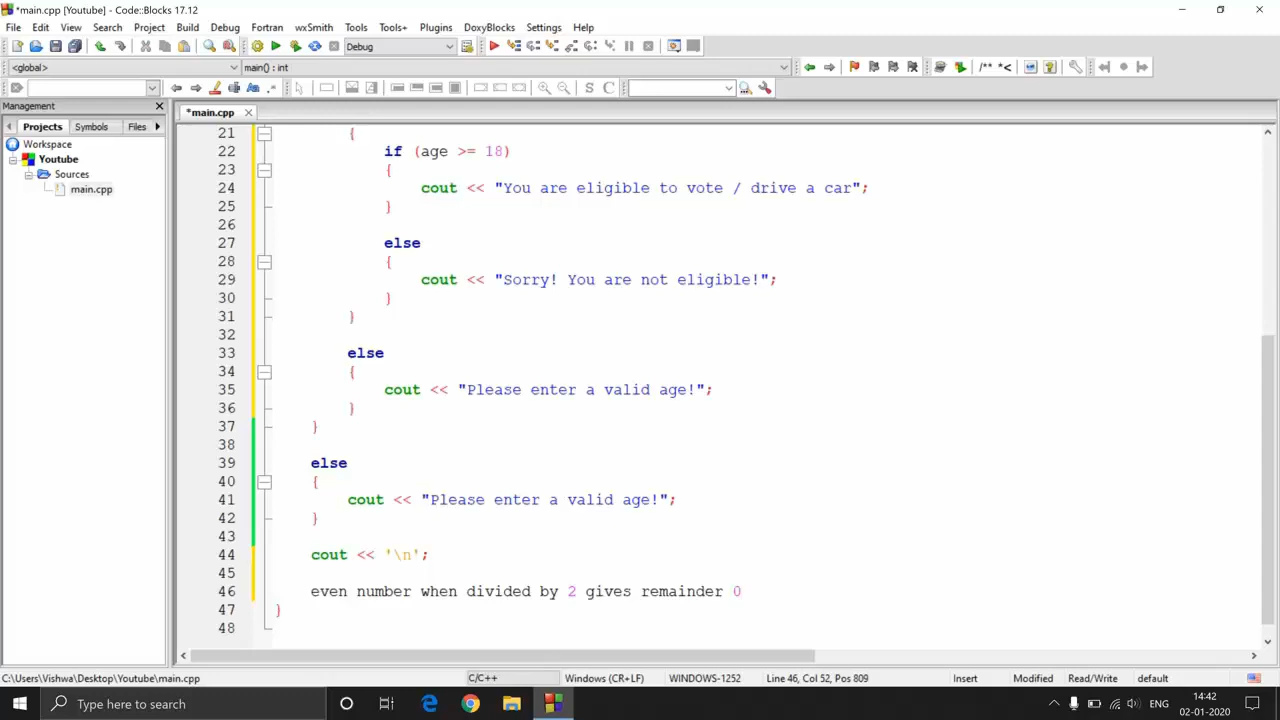 *main.cpp [Youtube] - Code::Blocks 17.12
File Edit View Search Project Build Debug Fortran wxSmith Tools Tools+ Plugins DoxyBlocks Settings Help
Debug
<global> main() : int
/** *<
S C
Management
*main.cpp
Projects Symbols Files
Workspace
Youtube
Sources
main.cpp
21 {
22 if (age >= 18)
23 {
24 cout << "You are eligible to vote / drive a car";
25 }
26
27 else
28 {
29 cout << "Sorry! You are not eligible!";
30 }
31 }
32
33 else
34 {
35 cout << "Please enter a valid age!";
36 }
37 }
38
39 else
40 {
41 cout << "Please enter a valid age!";
42 }
43
44 cout << '\n';
45
46 even number when divided by 2 gives remainder 0
47 }
48
C:\Users\Vishwa\Desktop\Youtube\main.cpp C/C++ Windows (CR+LF) WINDOWS-1252 Line 46, Col 52, Pos 809 Insert Modified Read/Write default
Type here to search
ENG
14:42
02-01-2020